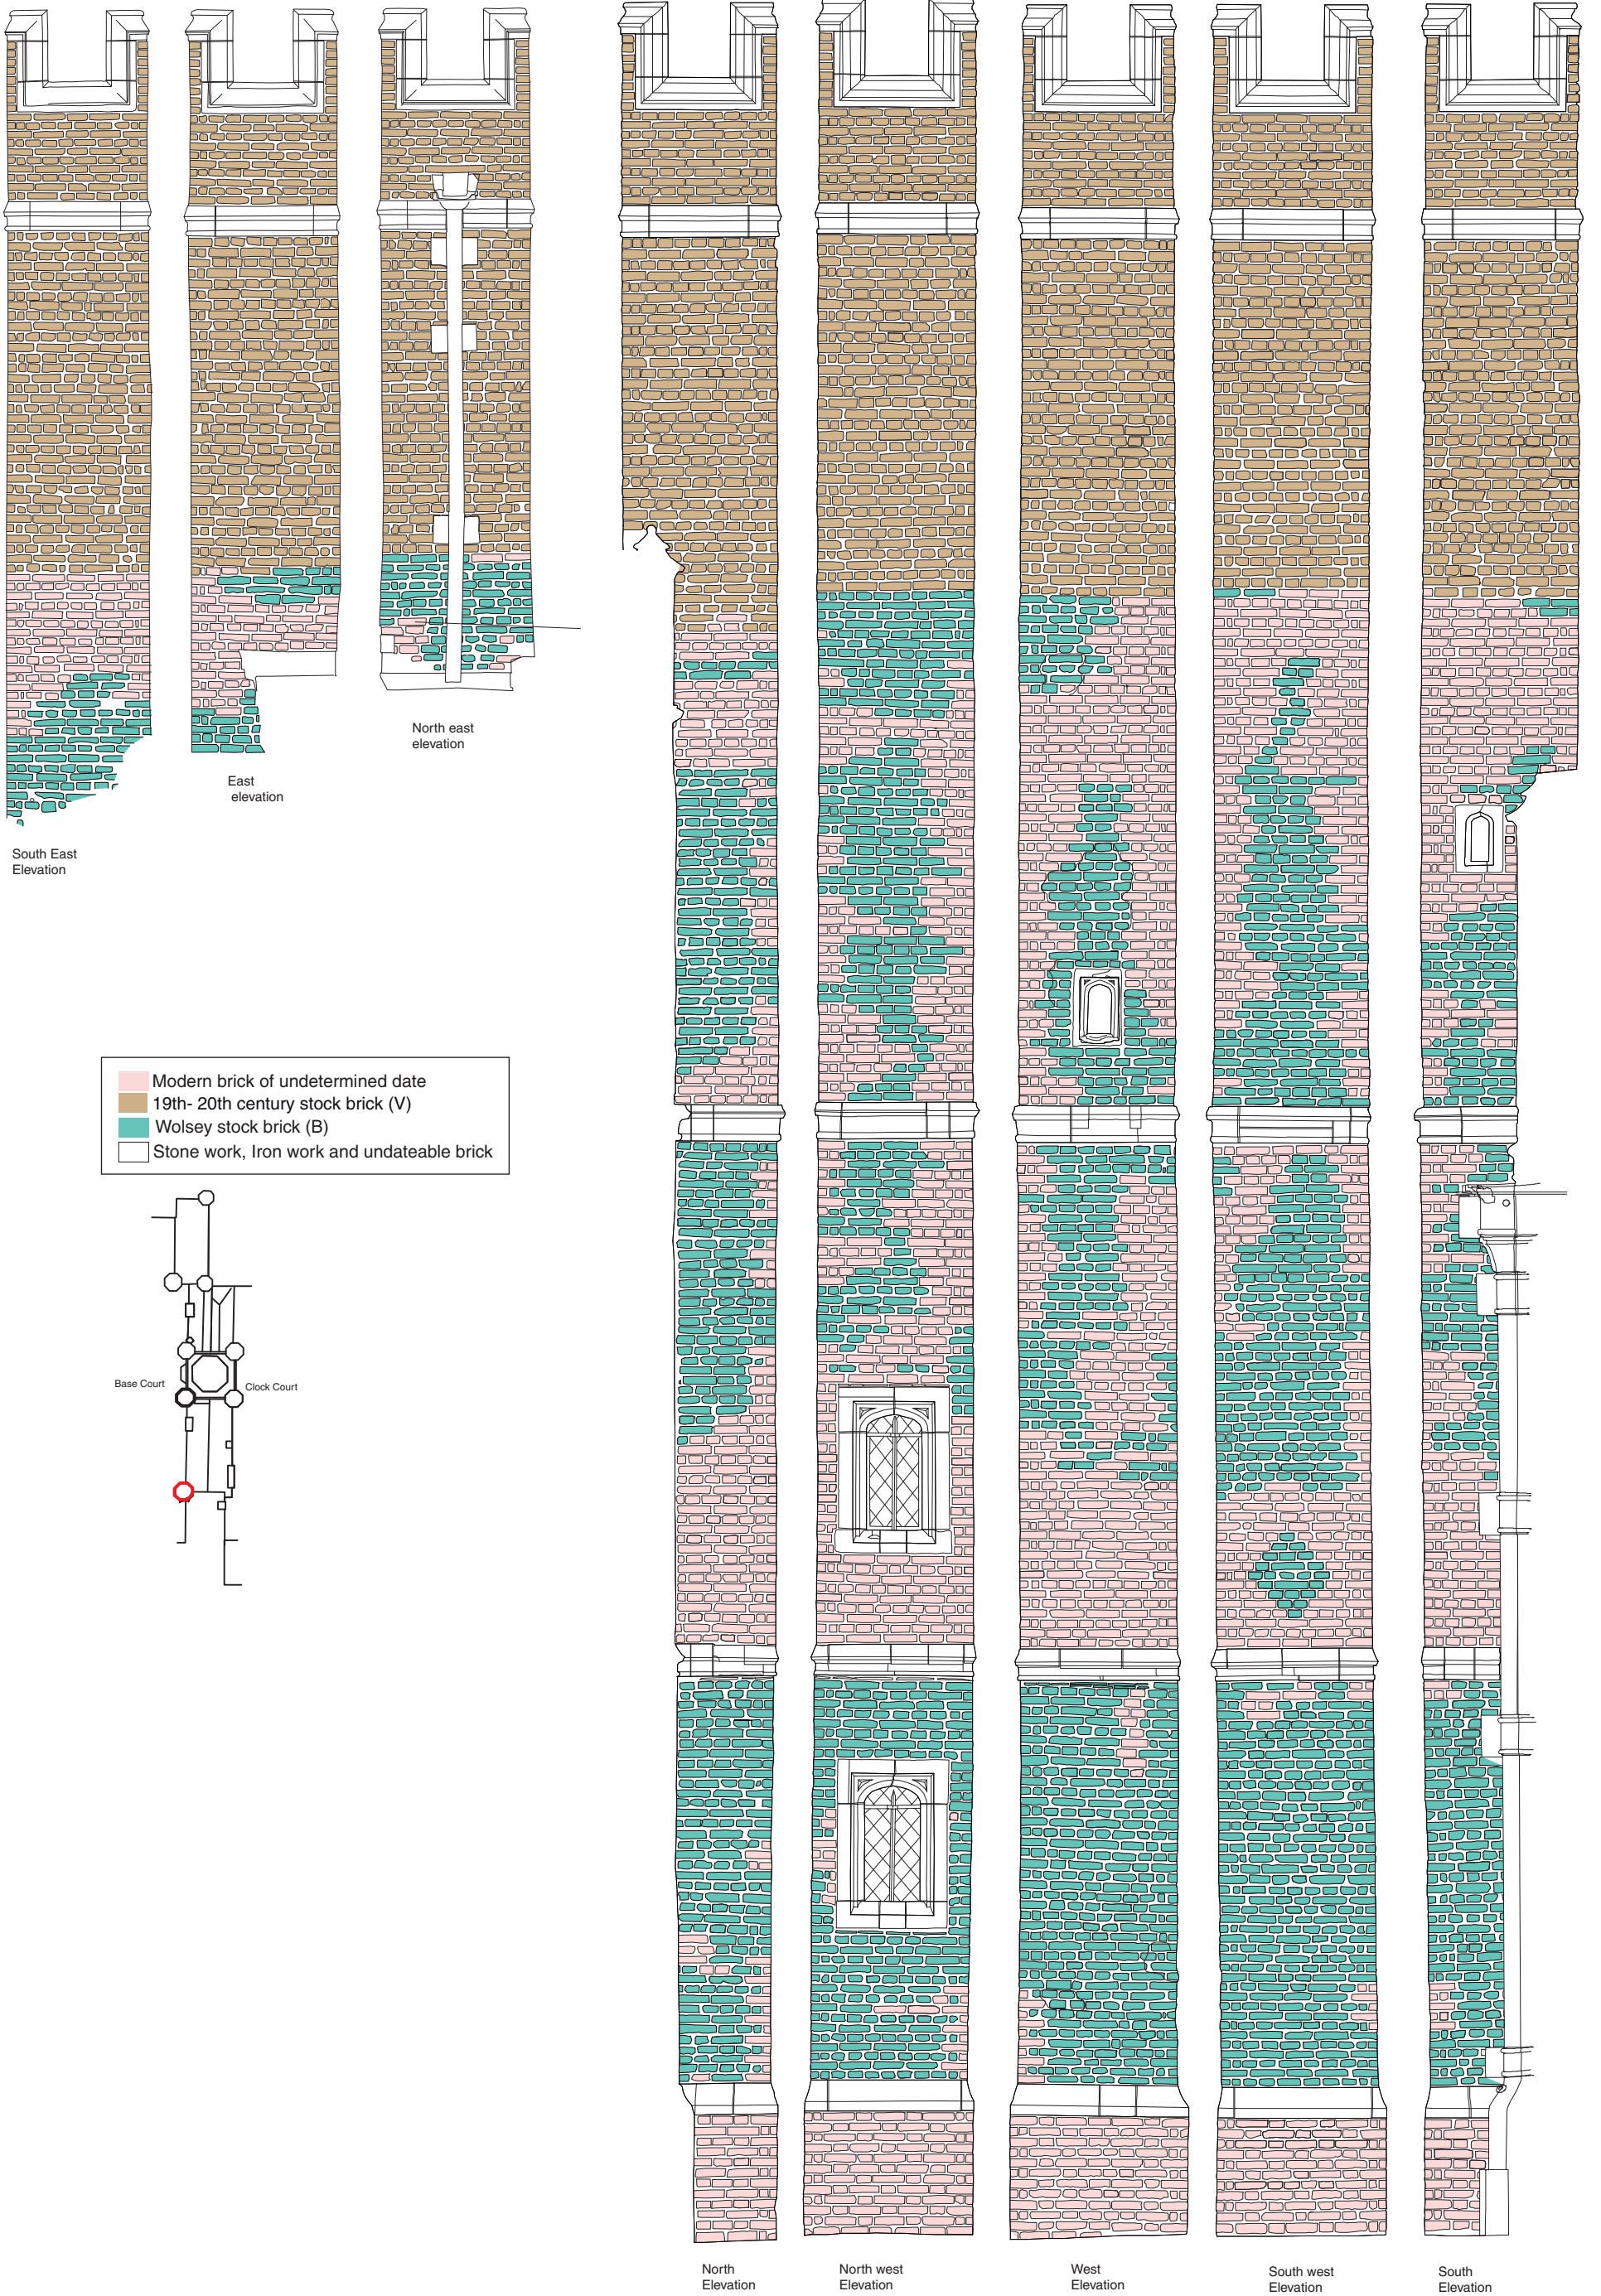 North east
elevation
East
elevation
South East
Elevation
Modern brick of undetermined date
19th- 20th century stock brick (V)
Wolsey stock brick (B)
Stone work, Iron work and undateable brick
Base Court
Clock Court
North
Elevation
North west
Elevation
West
Elevation
South west
Elevation
South
Elevation